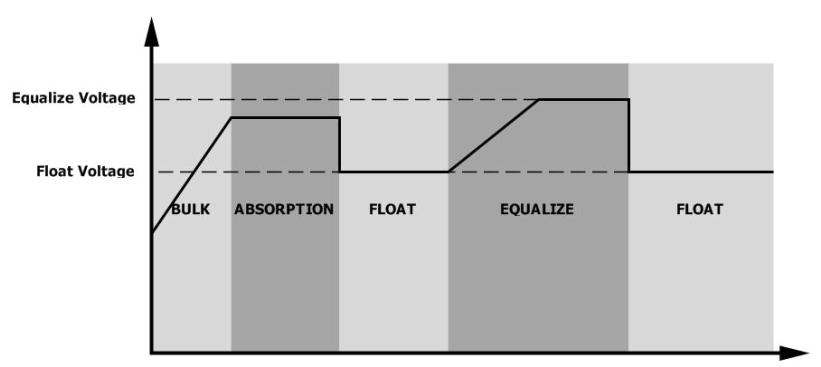 Equalize Voltage
Float Voltage
BULK ABSORPTION FLOAT EQUALIZE FLOAT